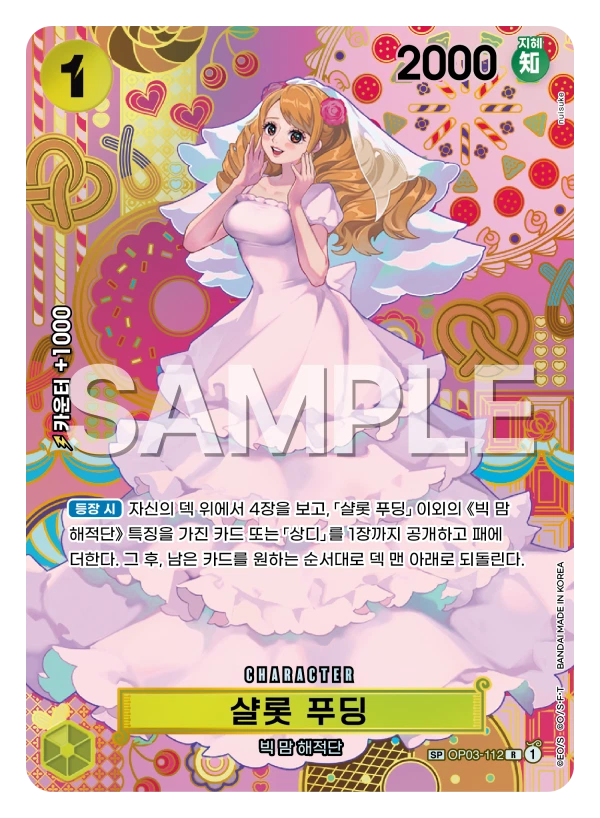 1
2000
지혜
知
nuisuke
카운터 +1000
SAMPLE
등장 시 자신의 덱 위에서 4장을 보고, 「샬롯 푸딩」 이외의 《빅 맘
해적단》 특징을 가진 카드 또는 「상디」를 1장까지 공개하고 패에
더한다. 그 후, 남은 카드를 원하는 순서대로 덱 맨 아래로 되돌린다.
CHARACTER
샬롯 푸딩
빅 맘 해적단
SP OP03-112 R 1
©EO/S ©O/S·F·T BANDAI MADE IN KOREA